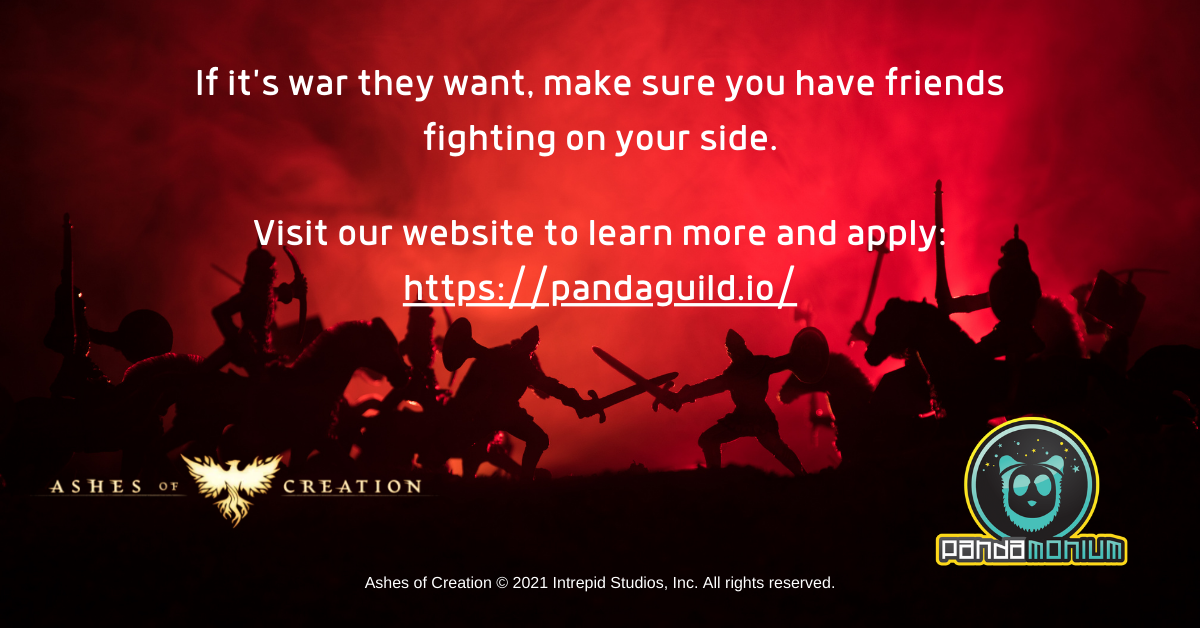 If it's war they want, make sure you have friends
fighting on your side.
Visit our website to learn more and apply:
https://pandaguild.io/
ASHES OF CREATION
PANDAMONIUM
Ashes of Creation © 2021 Intrepid Studios, Inc. All rights reserved.